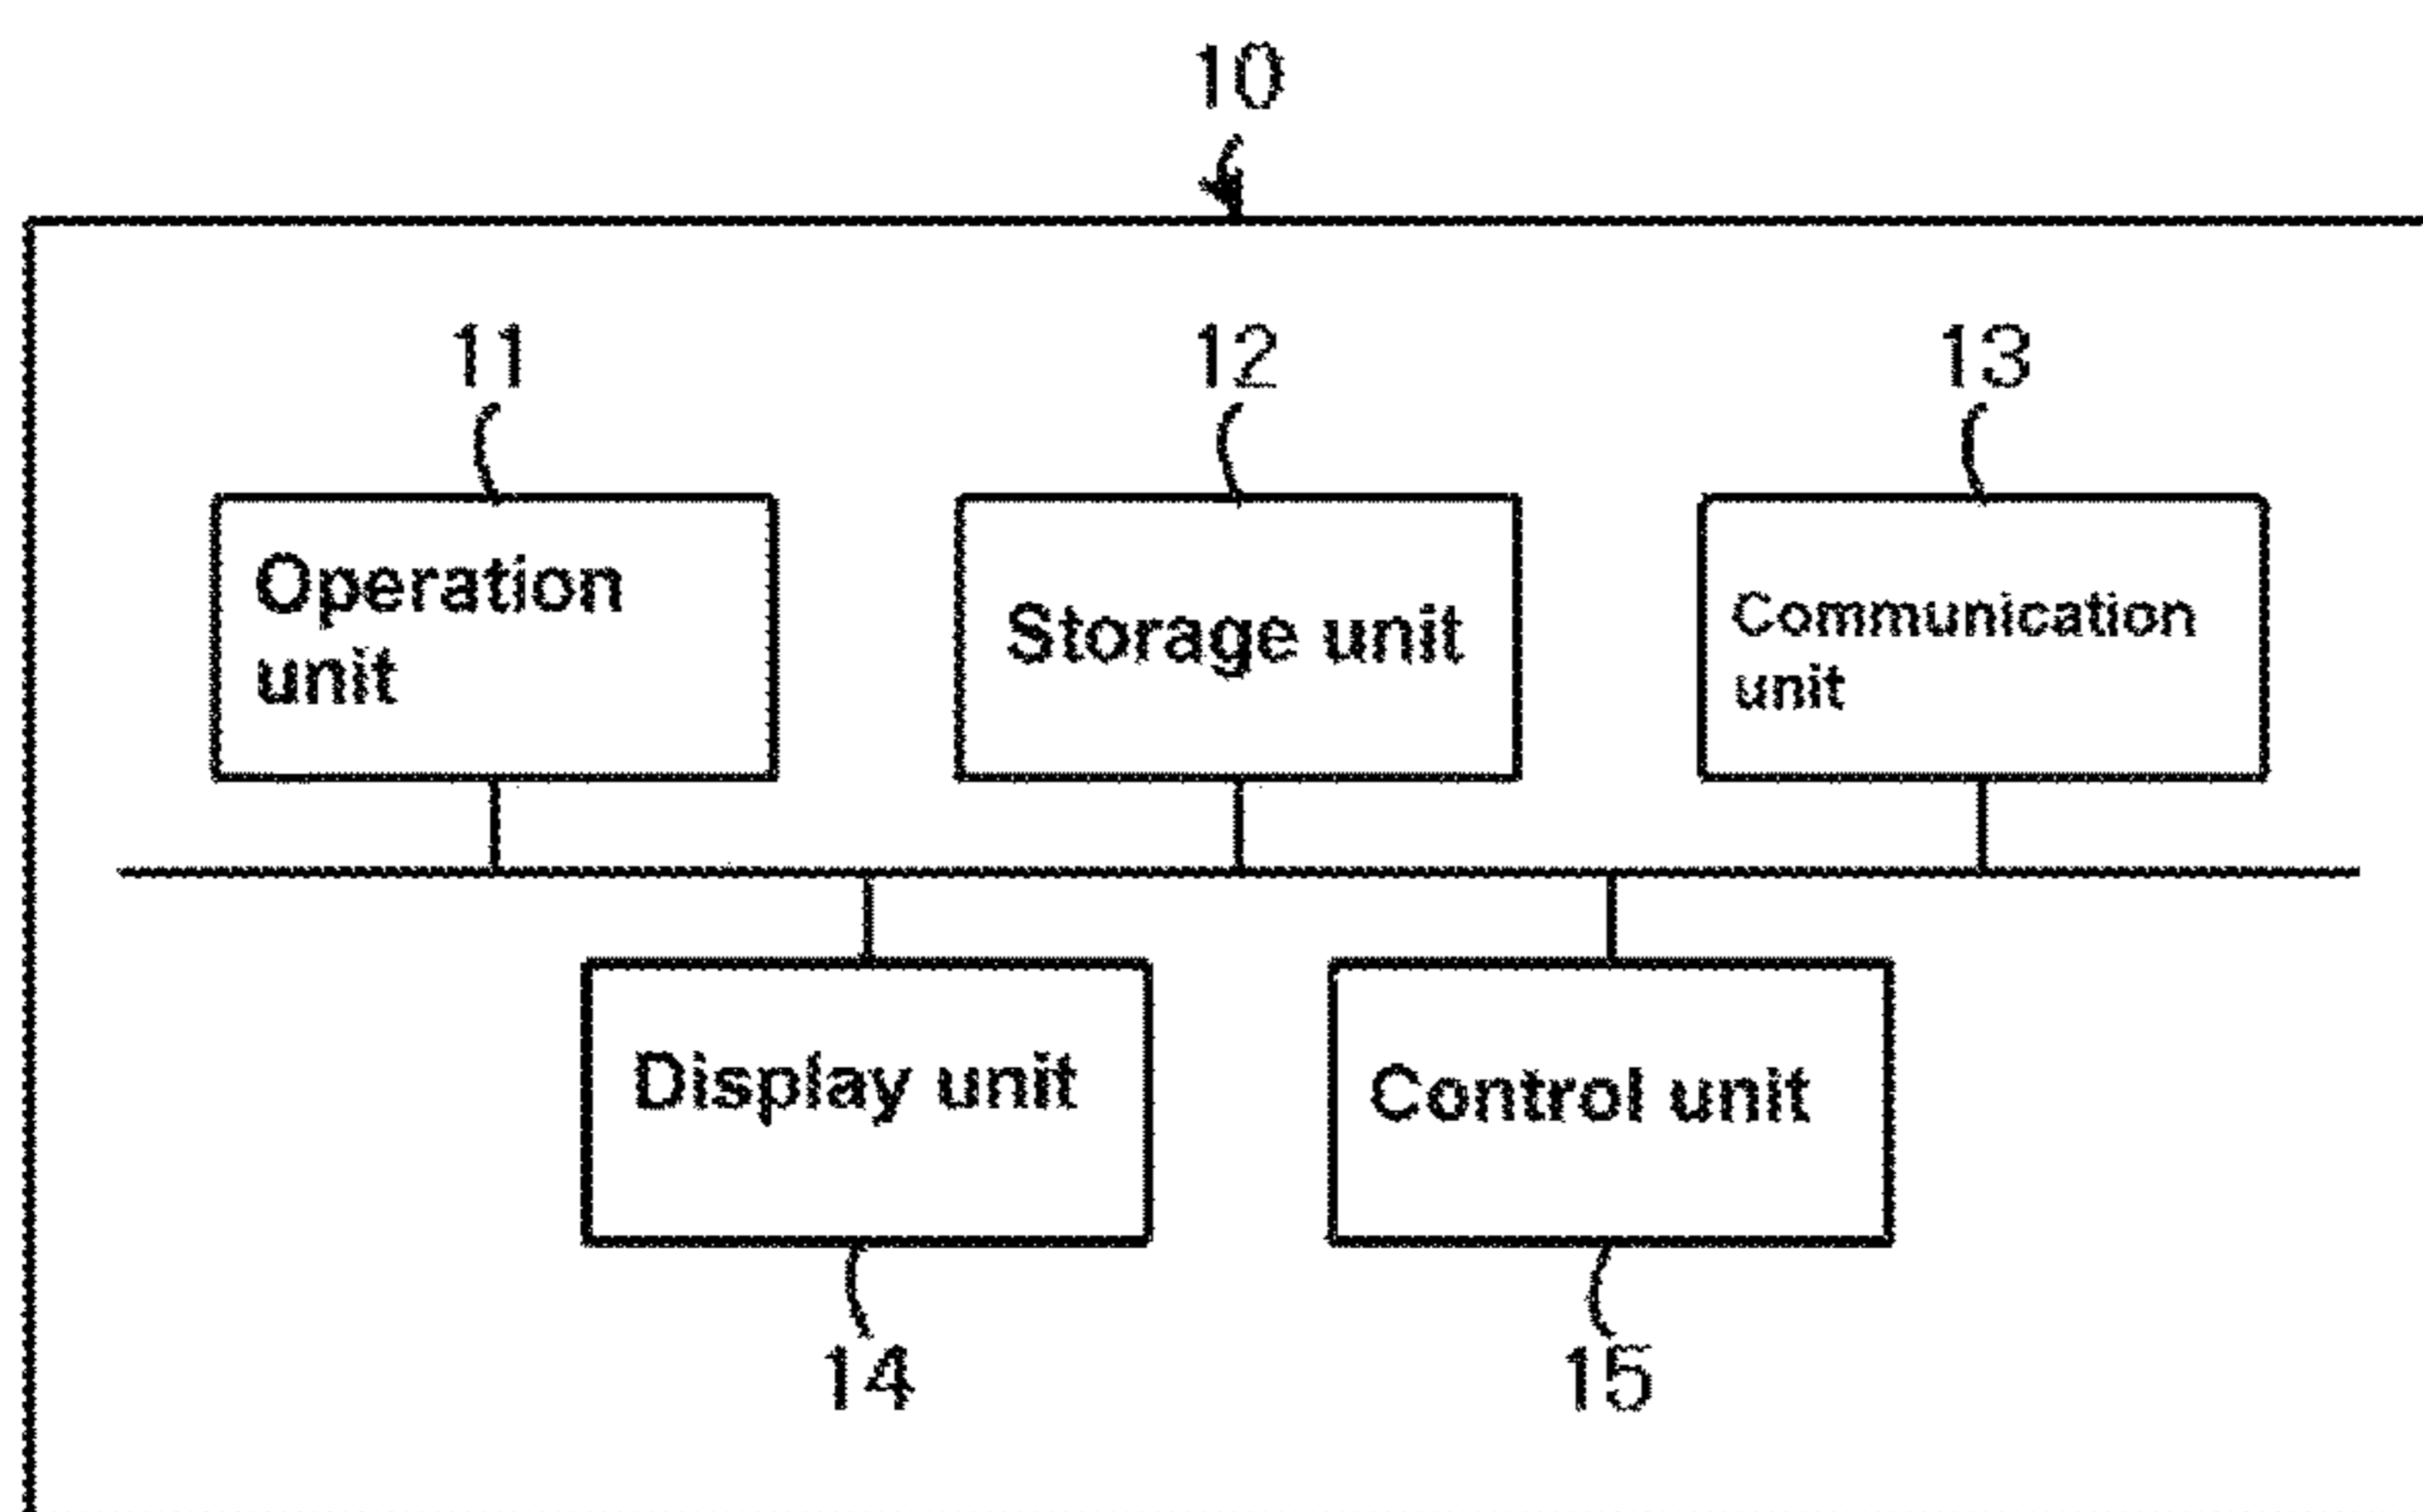 10
11
12
13
Operation
unit
Storage unit
Communication
unit
Display unit
Control unit
14
15